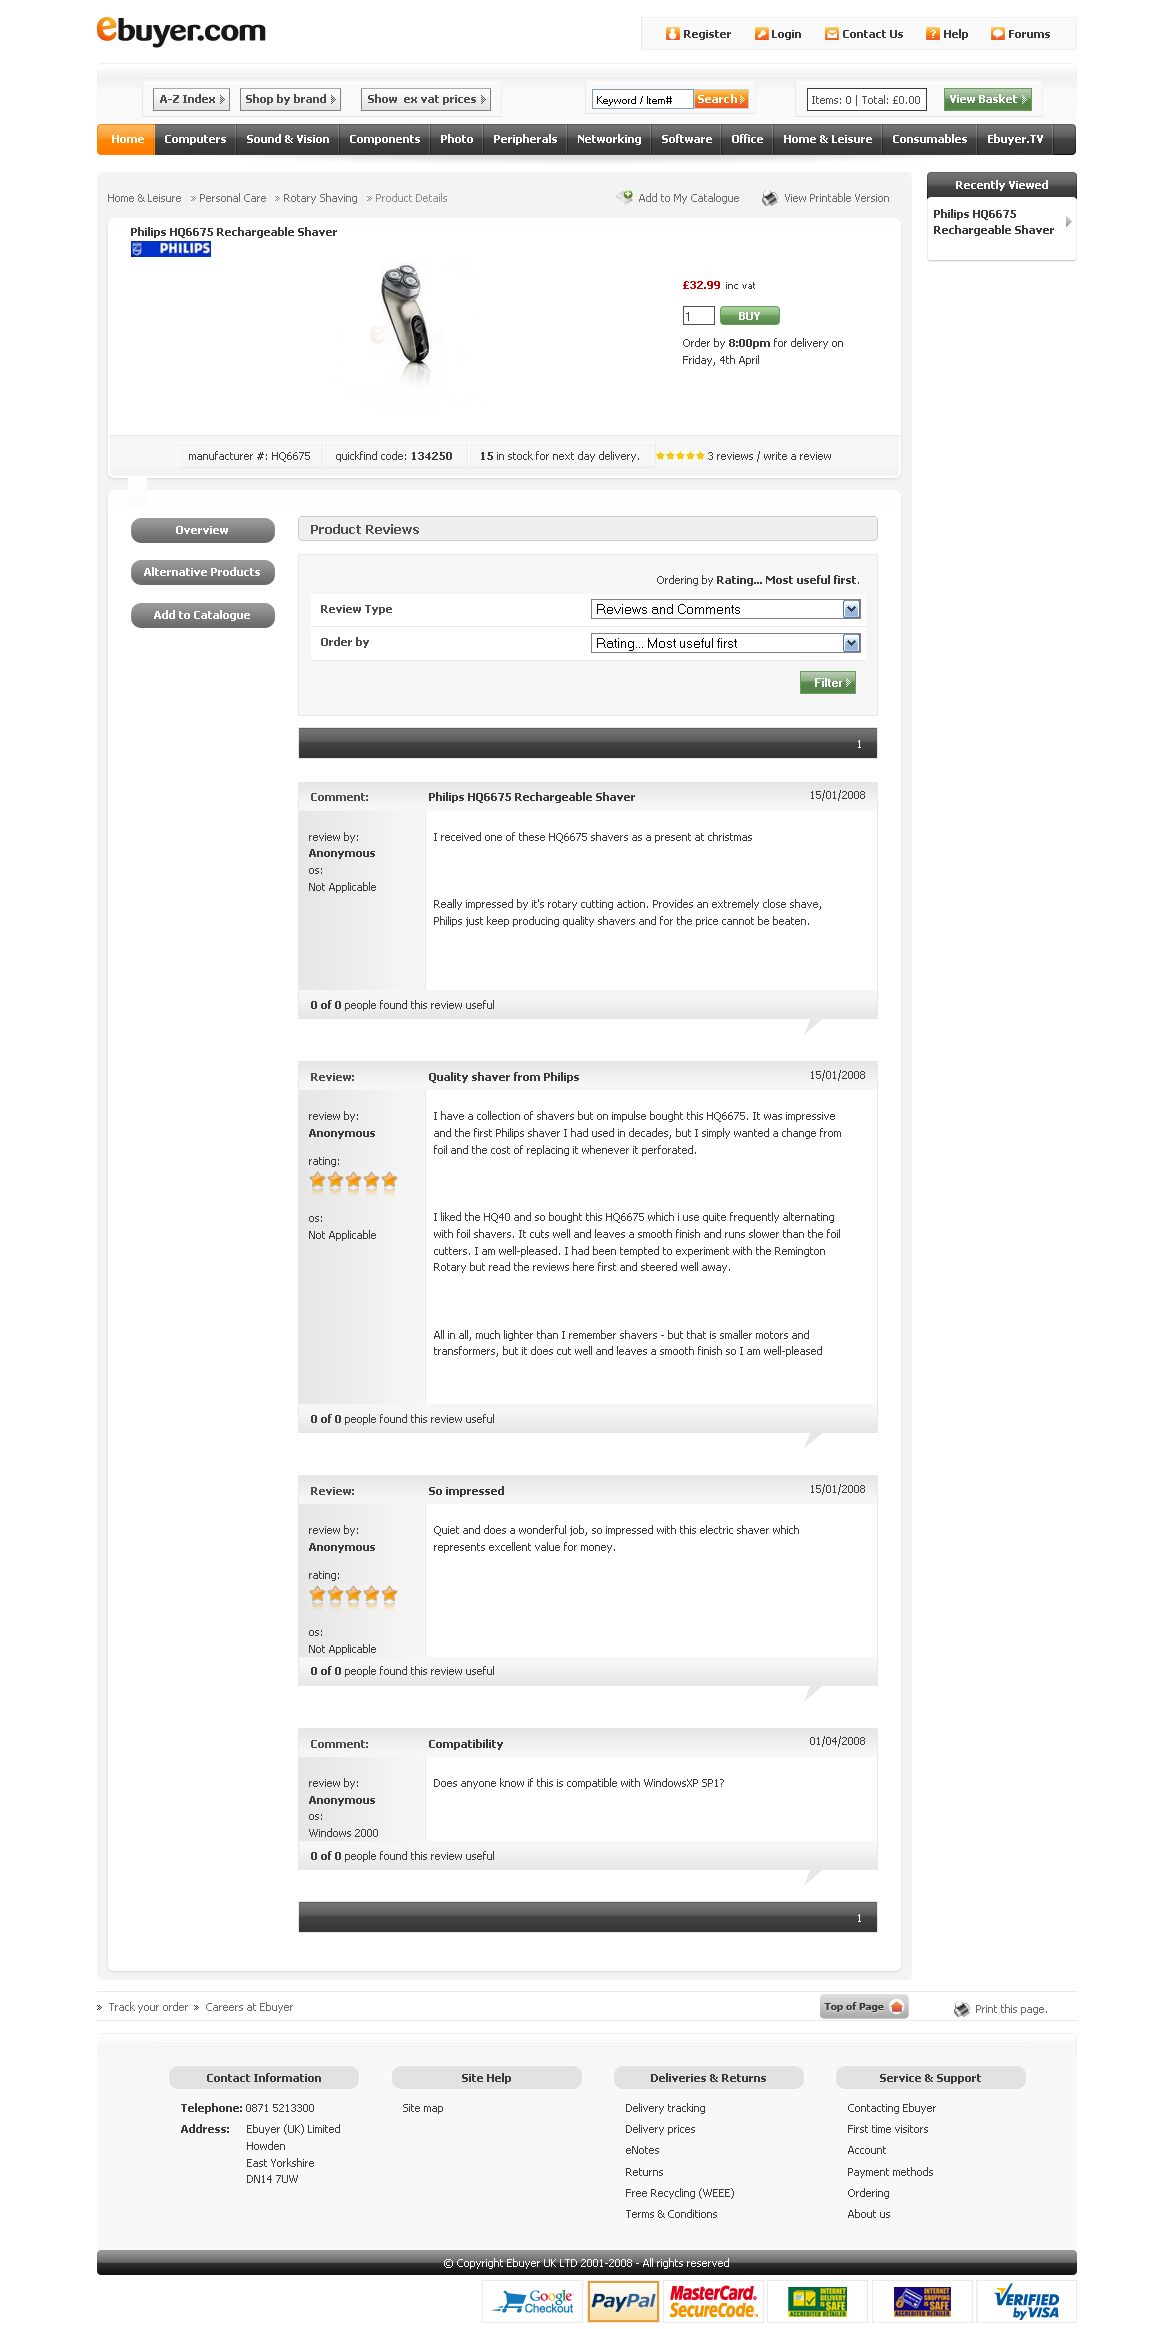 ebuyer.com
Register Login Contact Us Help Forums
A-Z Index Shop by brand Show ex vat prices Keyword / Item# Search Items: 0 | Total: £0.00 View Basket
Home Computers Sound & Vision Components Photo Peripherals Networking Software Office Home & Leisure Consumables Ebuyer.TV
Home & Leisure » Personal Care » Rotary Shaving » Product Details Add to My Catalogue View Printable Version
Recently Viewed
Philips HQ6675
Rechargeable Shaver
Philips HQ6675 Rechargeable Shaver
PHILIPS
£32.99 inc vat
1 BUY
Order by 8:00pm for delivery on
Friday, 4th April
manufacturer #: HQ6675 quickfind code: 134250 15 in stock for next day delivery. 3 reviews / write a review
Overview
Alternative Products
Add to Catalogue
Product Reviews
Ordering by Rating... Most useful first.
Review Type Reviews and Comments
Order by Rating... Most useful first
Filter
1
Comment: Philips HQ6675 Rechargeable Shaver 15/01/2008
review by:
Anonymous
os:
Not Applicable
I received one of these HQ6675 shavers as a present at christmas
Really impressed by it's rotary cutting action. Provides an extremely close shave,
Philips just keep producing quality shavers and for the price cannot be beaten.
0 of 0 people found this review useful
Review: Quality shaver from Philips 15/01/2008
review by:
Anonymous
rating:
os:
Not Applicable
I have a collection of shavers but on impulse bought this HQ6675. It was impressive
and the first Philips shaver I had used in decades, but I simply wanted a change from
foil and the cost of replacing it whenever it perforated.
I liked the HQ40 and so bought this HQ6675 which i use quite frequently alternating
with foil shavers. It cuts well and leaves a smooth finish and runs slower than the foil
cutters. I am well-pleased. I had been tempted to experiment with the Remington
Rotary but read the reviews here first and steered well away.
All in all, much lighter than I remember shavers - but that is smaller motors and
transformers, but it does cut well and leaves a smooth finish so I am well-pleased
0 of 0 people found this review useful
Review: So impressed 15/01/2008
review by:
Anonymous
rating:
os:
Not Applicable
Quiet and does a wonderful job, so impressed with this electric shaver which
represents excellent value for money.
0 of 0 people found this review useful
Comment: Compatibility 01/04/2008
review by:
Anonymous
os:
Windows 2000
Does anyone know if this is compatible with WindowsXP SP1?
0 of 0 people found this review useful
1
» Track your order » Careers at Ebuyer Top of Page Print this page.
Contact Information
Telephone: 0871 5213300
Address: Ebuyer (UK) Limited
Howden
East Yorkshire
DN14 7UW
Site Help
Site map
Deliveries & Returns
Delivery tracking
Delivery prices
eNotes
Returns
Free Recycling (WEEE)
Terms & Conditions
Service & Support
Contacting Ebuyer
First time visitors
Account
Payment methods
Ordering
About us
© Copyright Ebuyer UK LTD 2001-2008 - All rights reserved
Google Checkout
PayPal
MasterCard. SecureCode.
INTERNET DELIVERY IS SAFE ACCREDITED RETAILER
INTERNET SHOPPING IS SAFE ACCREDITED RETAILER
VERIFIED by VISA